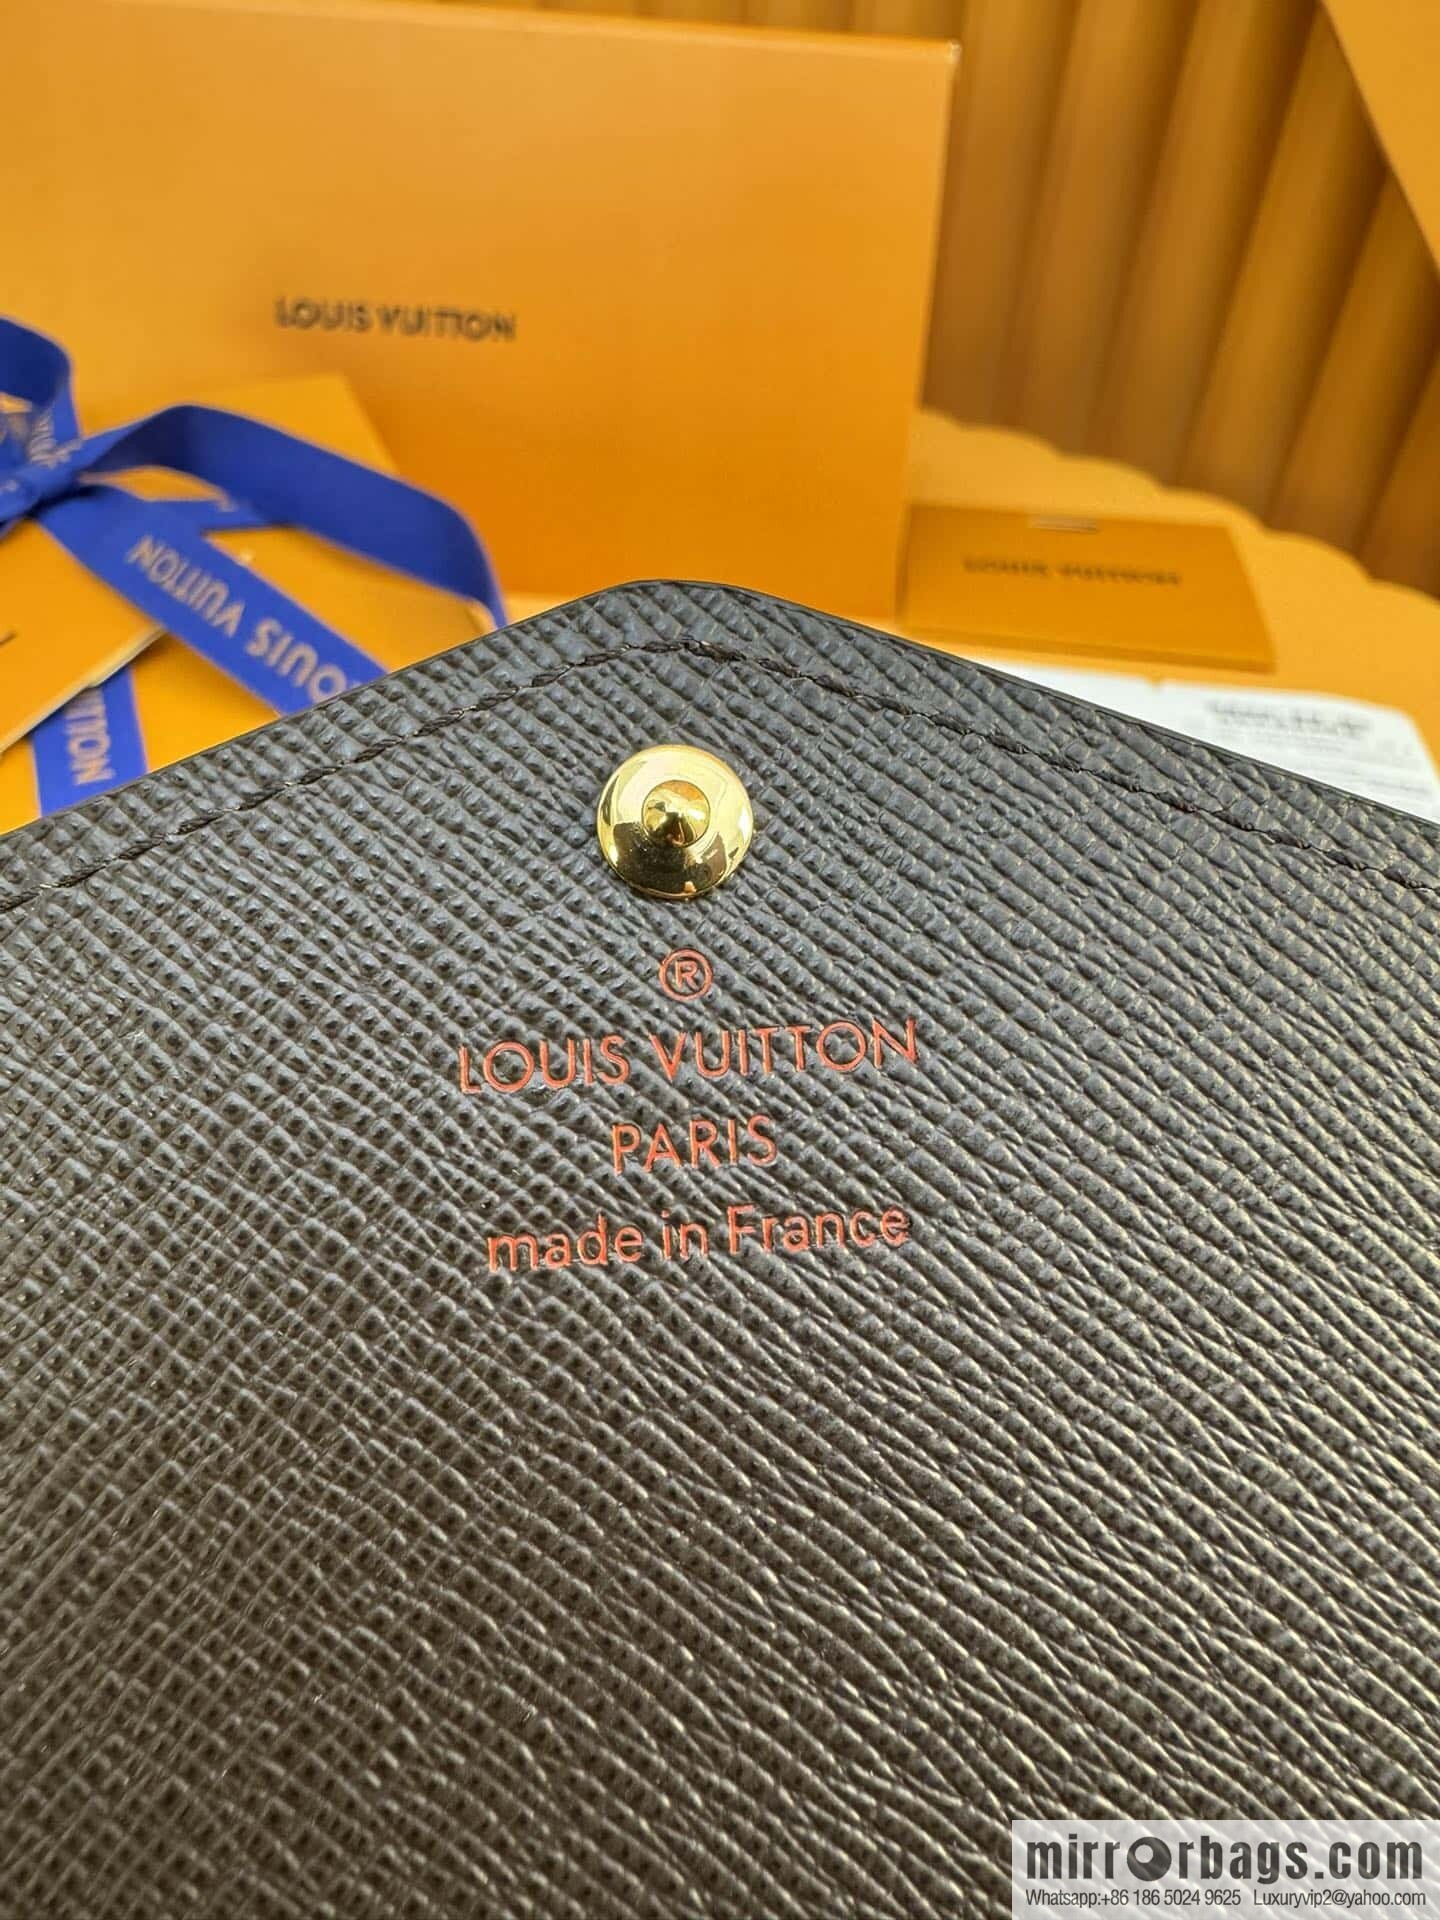 LOUIS VUITTON
LOUIS VUITTON
LOUIS VUITTON
VUITTON
®
LOUIS VUITTON
PARIS
made in France
mirrorbags.com
Whatsapp:+86 186 5024 9625 Luxuryvip2@yahoo.com